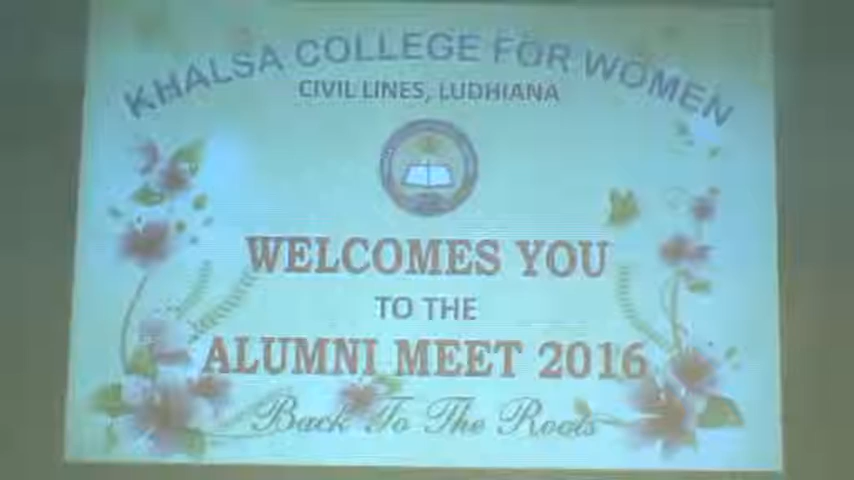 KHALSA COLLEGE FOR WOMEN
CIVIL LINES, LUDHIANA
WELCOMES YOU
TO THE
ALUMNI MEET 2016
Back To The Roots